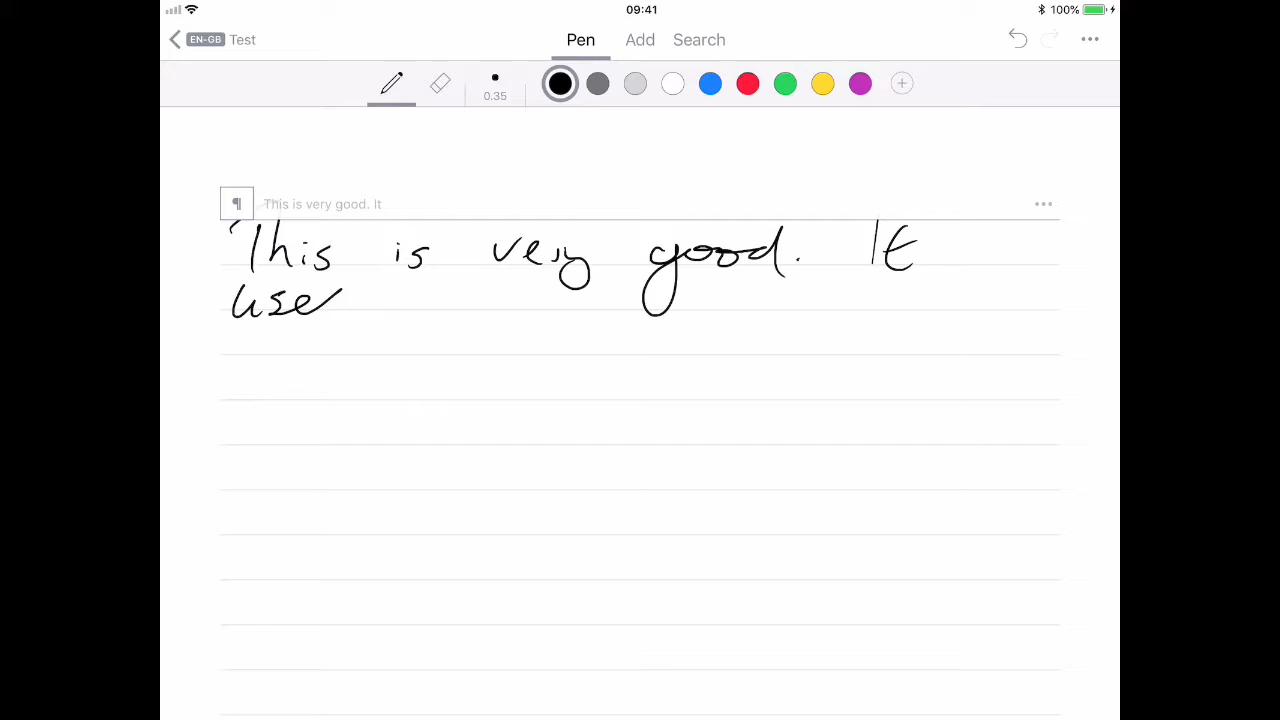 09:41
100%
EN-GB Test
Pen Add Search
0.35
¶ This is very good. It
This is very good. It
use